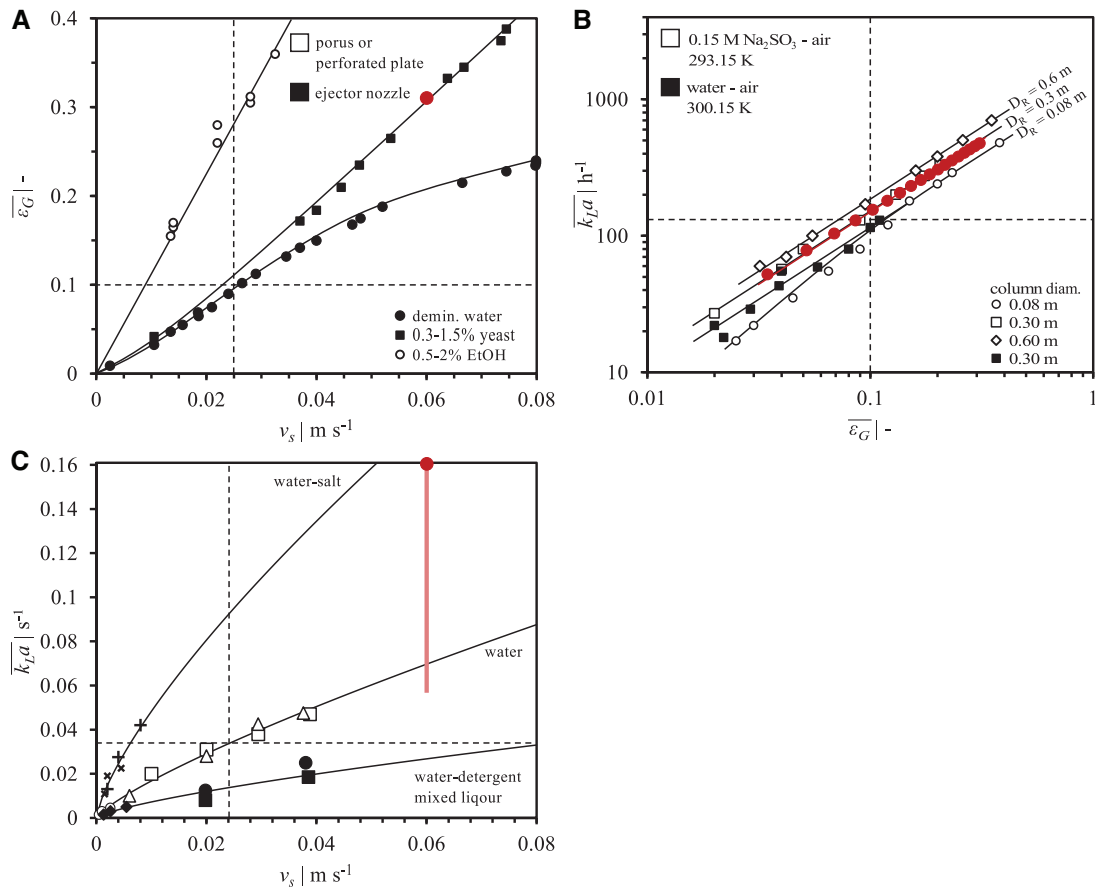 A
0.4
0.3
0.2
0.1
0
0
0.02
0.04
0.06
0.08
ε_G | -
v_s | m s⁻¹
porus or
perforated plate
ejector nozzle
demin. water
0.3-1.5% yeast
0.5-2% EtOH
B
1000
100
10
0.01
0.1
1
k_La | h⁻¹
ε_G | -
0.15 M Na₂SO₃ - air
293.15 K
water - air
300.15 K
D_R = 0.6 m
D_R = 0.3 m
D_R = 0.08 m
column diam.
0.08 m
0.30 m
0.60 m
0.30 m
C
0.16
0.14
0.12
0.1
0.08
0.06
0.04
0.02
0
0
0.02
0.04
0.06
0.08
k_La | s⁻¹
v_s | m s⁻¹
water-salt
water
water-detergent
mixed liqour